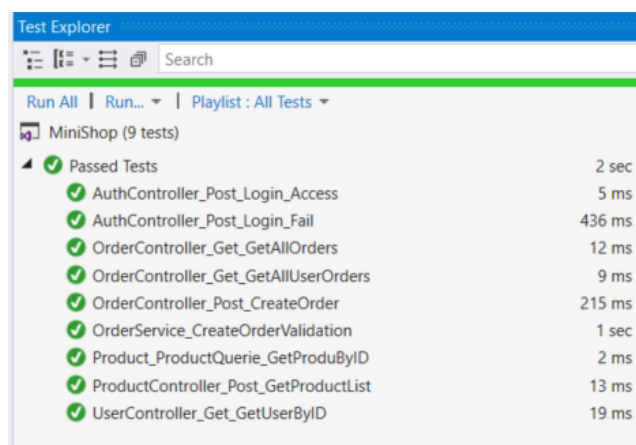 Test Explorer
Search
Run All | Run... | Playlist : All Tests
MiniShop (9 tests)
Passed Tests 2 sec
AuthController_Post_Login_Access 5 ms
AuthController_Post_Login_Fail 436 ms
OrderController_Get_GetAllOrders 12 ms
OrderController_Get_GetAllUserOrders 9 ms
OrderController_Post_CreateOrder 215 ms
OrderService_CreateOrderValidation 1 sec
Product_ProductQuerie_GetProduByID 2 ms
ProductController_Post_GetProductList 13 ms
UserController_Get_GetUserByID 19 ms